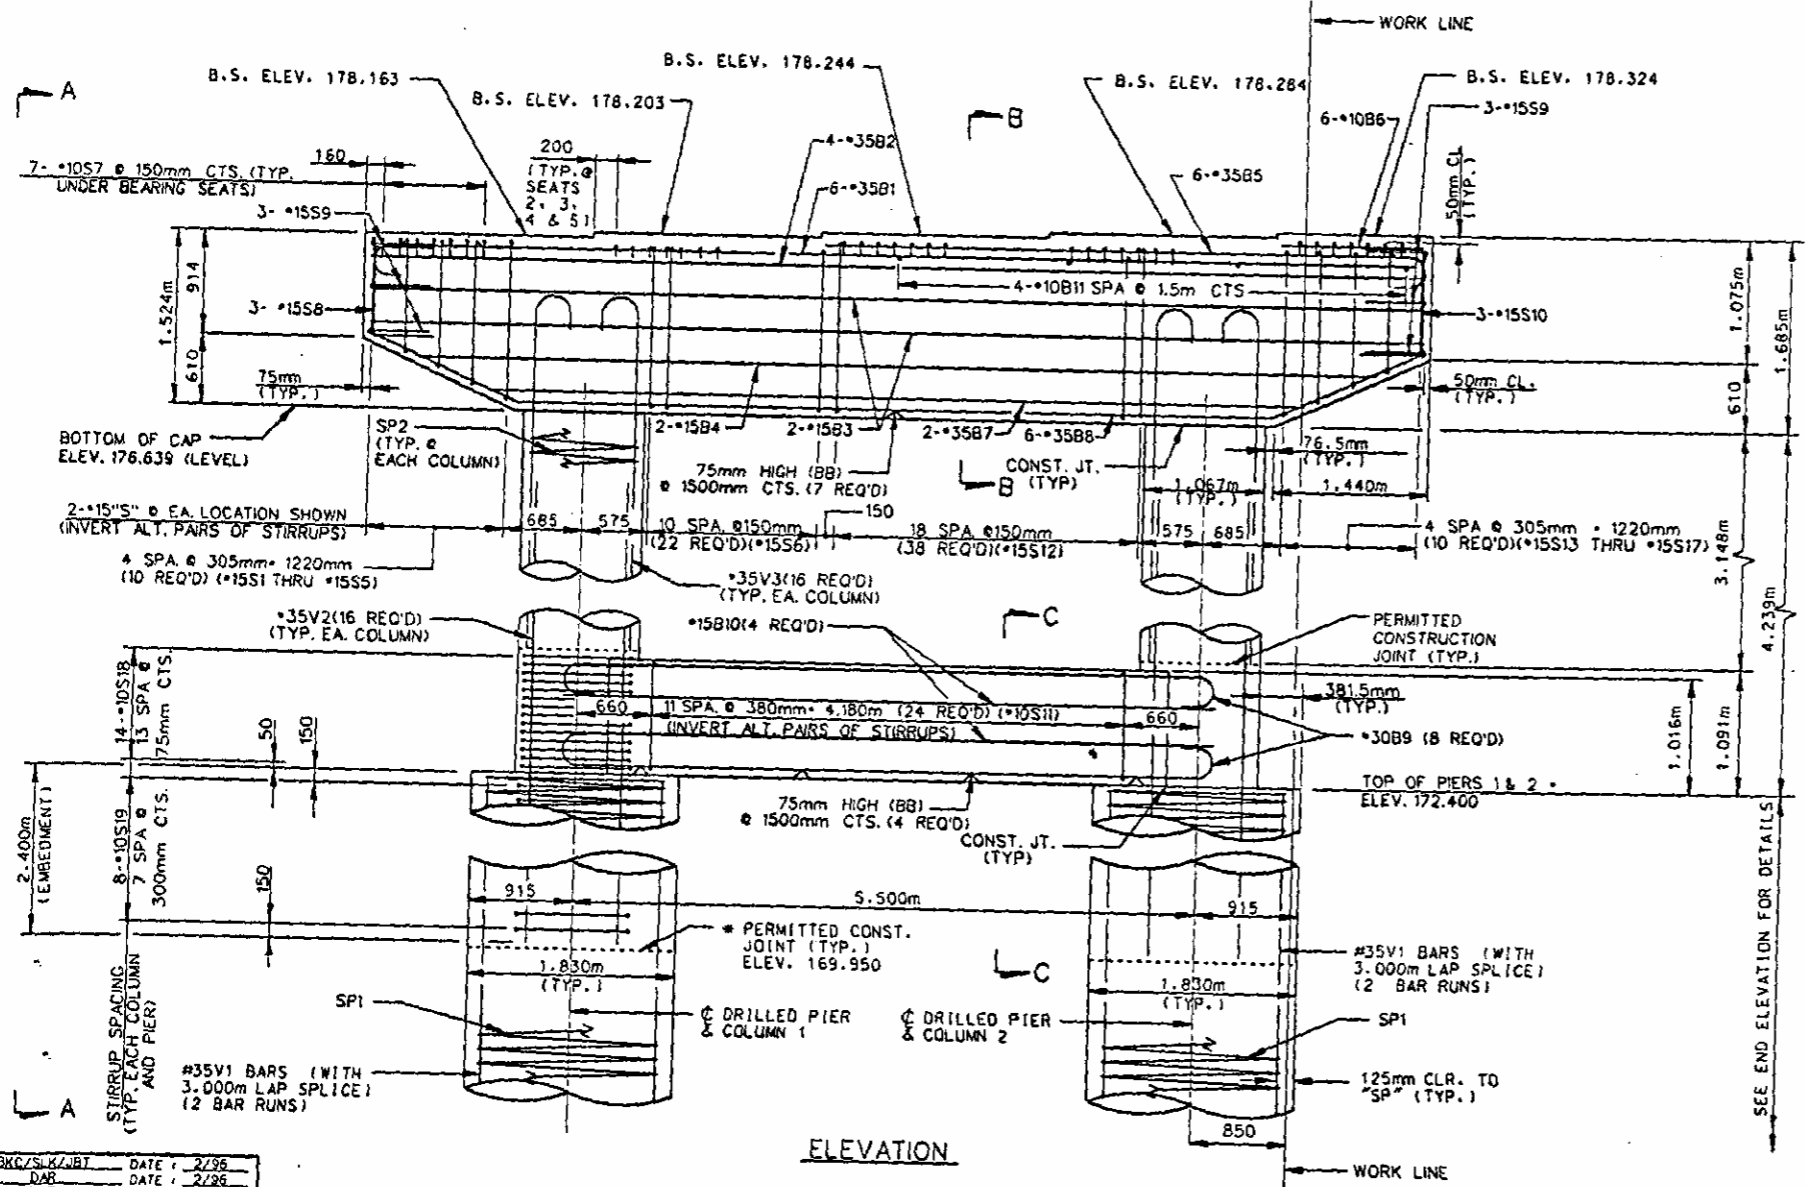 WORK LINE
B.S. ELEV. 178.163
B.S. ELEV. 178.203
B.S. ELEV. 178.244
B.S. ELEV. 178.284
B.S. ELEV. 178.324
A
B
3-•15S9
6-•10B6
50mm CL
(TYP.)
7- •10S7 @ 150mm CTS. (TYP.
UNDER BEARING SEATS)
160
200
(TYP. @
SEATS
2, 3,
4 & 5)
4-•35B2
6-•35B1
6-•35B5
3- •15S9
1.524m
914
610
3- •15S8
4-•10B11 SPA @ 1.5m CTS
3-•15S10
1.075m
1.685m
610
75mm
(TYP.)
50mm CL.
(TYP.)
BOTTOM OF CAP
ELEV. 176.639 (LEVEL)
SP2
(TYP. @
EACH COLUMN)
2-•15B4
2-•15B3
2-•35B7
6-•35B8
75mm HIGH (BB)
@ 1500mm CTS. (7 REQ'D)
B
CONST. JT.
(TYP)
76.5mm
(TYP.)
1.067m
(TYP.)
1.440m
2-•15"S" @ EA. LOCATION SHOWN
(INVERT ALT. PAIRS OF STIRRUPS)
685
575
10 SPA. @150mm
(22 REQ'D)(•15S6)
150
18 SPA. @150mm
(38 REQ'D)(•15S12)
575
685
4 SPA @ 305mm • 1220mm
(10 REQ'D)(•15S13 THRU •15S17)
4 SPA. @ 305mm• 1220mm
(10 REQ'D) (•15S1 THRU •15S5)
3.148m
4.239m
•35V3(16 REQ'D)
(TYP. EA. COLUMN)
•35V2(16 REQ'D)
(TYP. EA. COLUMN)
•15B10(4 REQ'D)
C
PERMITTED
CONSTRUCTION
JOINT (TYP.)
14-•10S18
13 SPA @
75mm CTS.
50
150
660
11 SPA. @ 380mm• 4.180m (24 REQ'D) (•10S11)
(INVERT ALT. PAIRS OF STIRRUPS)
660
381.5mm
(TYP.)
•30B9 (8 REQ'D)
1.016m
1.091m
TOP OF PIERS 1 & 2 •
ELEV. 172.400
75mm HIGH (BB)
@ 1500mm CTS. (4 REQ'D)
CONST. JT.
(TYP)
2.400m
(EMBEDMENT)
8-•10S19
7 SPA @
300mm CTS.
150
915
5.500m
915
* PERMITTED CONST.
JOINT (TYP.)
ELEV. 169.950
C
#35V1 BARS (WITH
3.000m LAP SPLICE)
(2 BAR RUNS)
1.830m
(TYP.)
1.830m
(TYP.)
STIRRUP SPACING
(TYP. EACH COLUMN
AND PIER)
SP1
℄ DRILLED PIER
& COLUMN 1
℄ DRILLED PIER
& COLUMN 2
SP1
#35V1 BARS (WITH
3.000m LAP SPLICE)
(2 BAR RUNS)
125mm CLR. TO
"SP" (TYP.)
SEE END ELEVATION FOR DETAILS
A
850
ELEVATION
WORK LINE
BKC/SLK/JBT DATE : 2/96
DAB DATE : 2/96